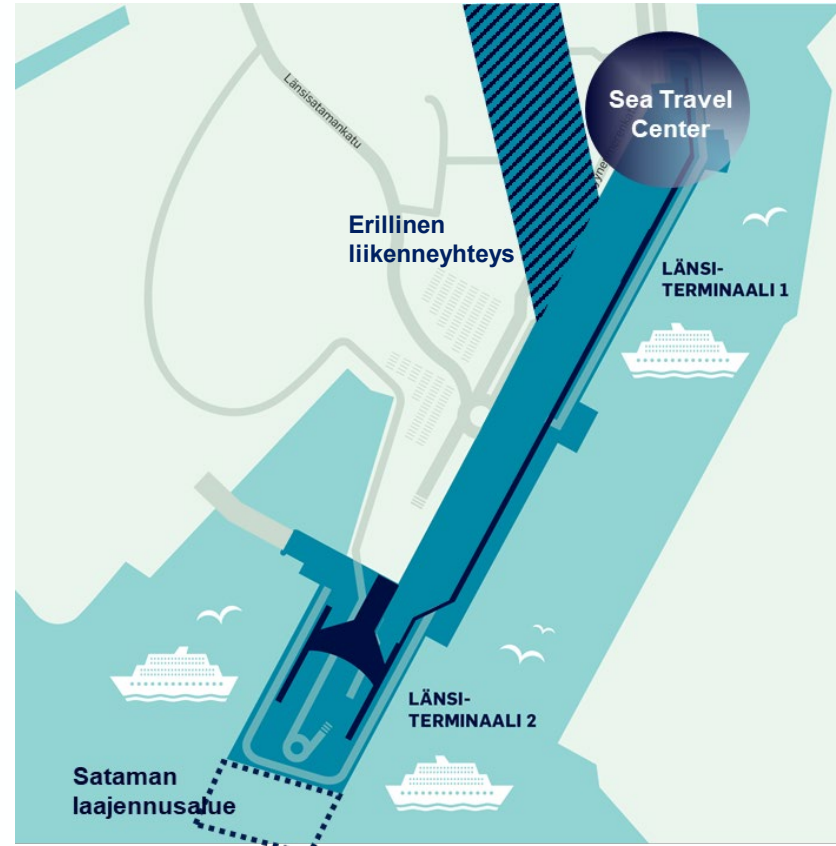 Länsisatamankatu
Sea Travel
Center
Erillinen
liikenneyhteys
LÄNSI-
TERMINAALI 1
LÄNSI-
TERMINAALI 2
Sataman
laajennusalue